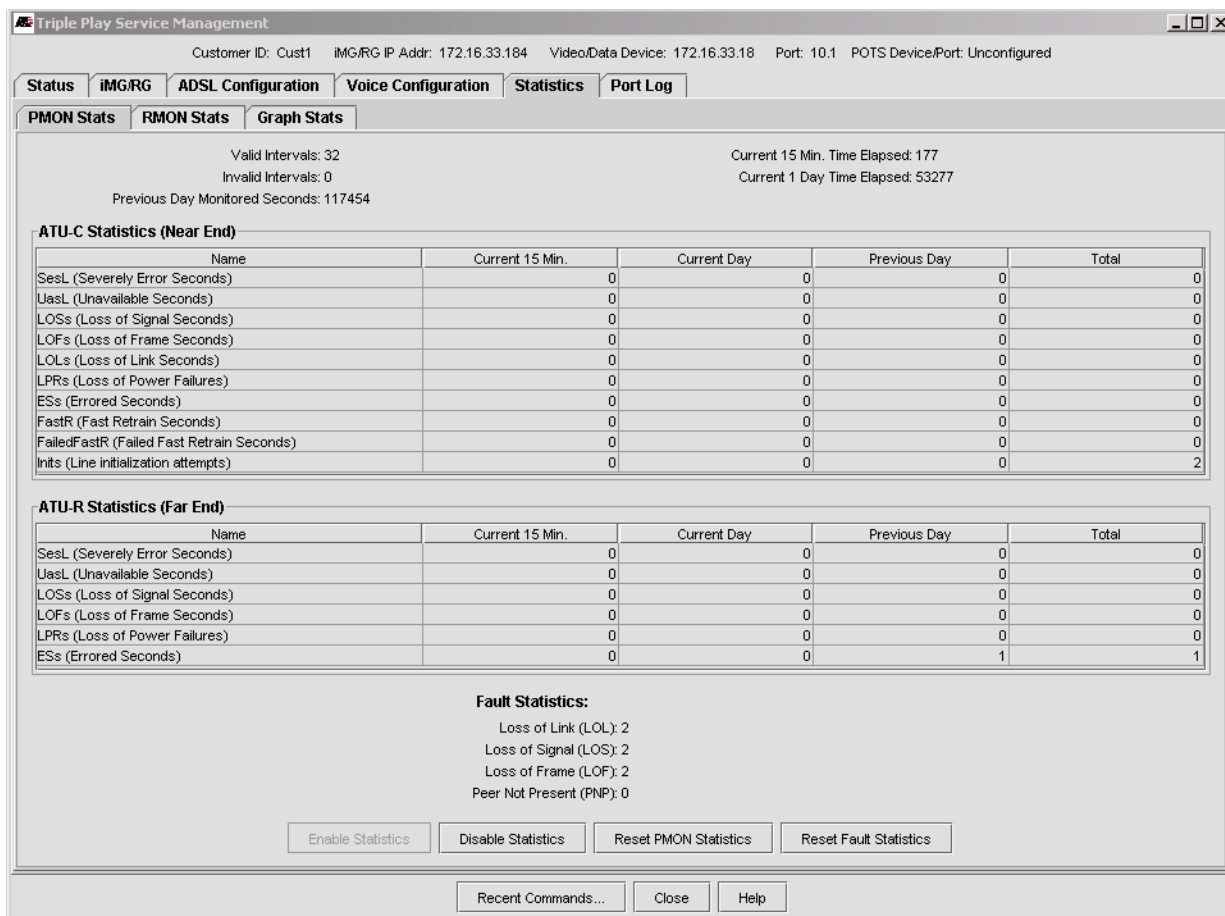 Triple Play Service Management
Customer ID: Cust1 iMG/RG IP Addr: 172.16.33.184 Video/Data Device: 172.16.33.18 Port: 10.1 POTS Device/Port: Unconfigured
Status iMG/RG ADSL Configuration Voice Configuration Statistics Port Log
PMON Stats RMON Stats Graph Stats
Valid Intervals: 32 Current 15 Min. Time Elapsed: 177
Invalid Intervals: 0 Current 1 Day Time Elapsed: 53277
Previous Day Monitored Seconds: 117454
ATU-C Statistics (Near End)
Name Current 15 Min. Current Day Previous Day Total
SesL (Severely Error Seconds) 0 0 0 0
UasL (Unavailable Seconds) 0 0 0 0
LOSs (Loss of Signal Seconds) 0 0 0 0
LOFs (Loss of Frame Seconds) 0 0 0 0
LOLs (Loss of Link Seconds) 0 0 0 0
LPRs (Loss of Power Failures) 0 0 0 0
ESs (Errored Seconds) 0 0 0 0
FastR (Fast Retrain Seconds) 0 0 0 0
FailedFastR (Failed Fast Retrain Seconds) 0 0 0 0
Inits (Line initialization attempts) 0 0 0 2
ATU-R Statistics (Far End)
Name Current 15 Min. Current Day Previous Day Total
SesL (Severely Error Seconds) 0 0 0 0
UasL (Unavailable Seconds) 0 0 0 0
LOSs (Loss of Signal Seconds) 0 0 0 0
LOFs (Loss of Frame Seconds) 0 0 0 0
LPRs (Loss of Power Failures) 0 0 0 0
ESs (Errored Seconds) 0 0 1 1
Fault Statistics:
Loss of Link (LOL): 2
Loss of Signal (LOS): 2
Loss of Frame (LOF): 2
Peer Not Present (PNP): 0
Enable Statistics Disable Statistics Reset PMON Statistics Reset Fault Statistics
Recent Commands... Close Help